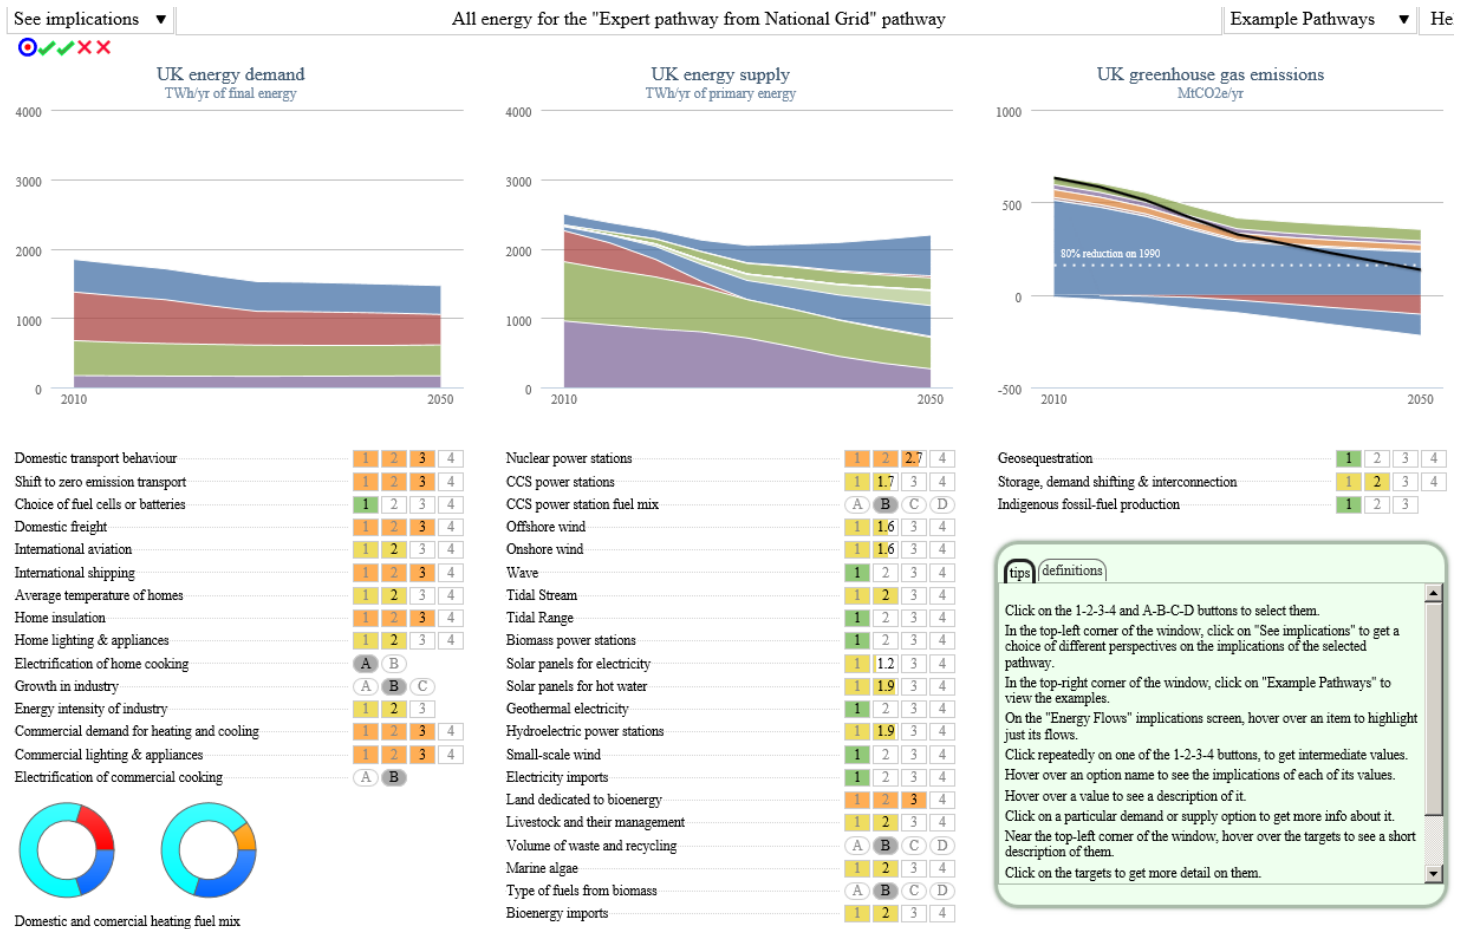 See implications ▼
All energy for the "Expert pathway from National Grid" pathway
Example Pathways ▼
He
UK energy demand
TWh/yr of final energy
4000
3000
2000
1000
0
2010
2050
UK energy supply
TWh/yr of primary energy
4000
3000
2000
1000
0
2010
2050
UK greenhouse gas emissions
MtCO2e/yr
1000
500
80% reduction on 1990
0
-500
2010
2050
Domestic transport behaviour 1 2 3 4
Shift to zero emission transport 1 2 3 4
Choice of fuel cells or batteries 1 2 3 4
Domestic freight 1 2 3 4
International aviation 1 2 3 4
International shipping 1 2 3 4
Average temperature of homes 1 2 3 4
Home insulation 1 2 3 4
Home lighting & appliances 1 2 3 4
Electrification of home cooking A B
Growth in industry A B C
Energy intensity of industry 1 2 3
Commercial demand for heating and cooling 1 2 3 4
Commercial lighting & appliances 1 2 3 4
Electrification of commercial cooking A B
Domestic and comercial heating fuel mix
Nuclear power stations 1 2 2.7 4
CCS power stations 1 1.7 3 4
CCS power station fuel mix A B C D
Offshore wind 1 1.6 3 4
Onshore wind 1 1.6 3 4
Wave 1 2 3 4
Tidal Stream 1 2 3 4
Tidal Range 1 2 3 4
Biomass power stations 1 2 3 4
Solar panels for electricity 1 1.2 3 4
Solar panels for hot water 1 1.9 3 4
Geothermal electricity 1 2 3 4
Hydroelectric power stations 1 1.9 3 4
Small-scale wind 1 2 3 4
Electricity imports 1 2 3 4
Land dedicated to bioenergy 1 2 3 4
Livestock and their management 1 2 3 4
Volume of waste and recycling A B C D
Marine algae 1 2 3 4
Type of fuels from biomass A B C D
Bioenergy imports 1 2 3 4
Geosequestration 1 2 3 4
Storage, demand shifting & interconnection 1 2 3 4
Indigenous fossil-fuel production 1 2 3
tips definitions
Click on the 1-2-3-4 and A-B-C-D buttons to select them.
In the top-left corner of the window, click on "See implications" to get a
choice of different perspectives on the implications of the selected
pathway.
In the top-right corner of the window, click on "Example Pathways" to
view the examples.
On the "Energy Flows" implications screen, hover over an item to highlight
just its flows.
Click repeatedly on one of the 1-2-3-4 buttons, to get intermediate values.
Hover over an option name to see the implications of each of its values.
Hover over a value to see a description of it.
Click on a particular demand or supply option to get more info about it.
Near the top-left corner of the window, hover over the targets to see a short
description of them.
Click on the targets to get more detail on them.